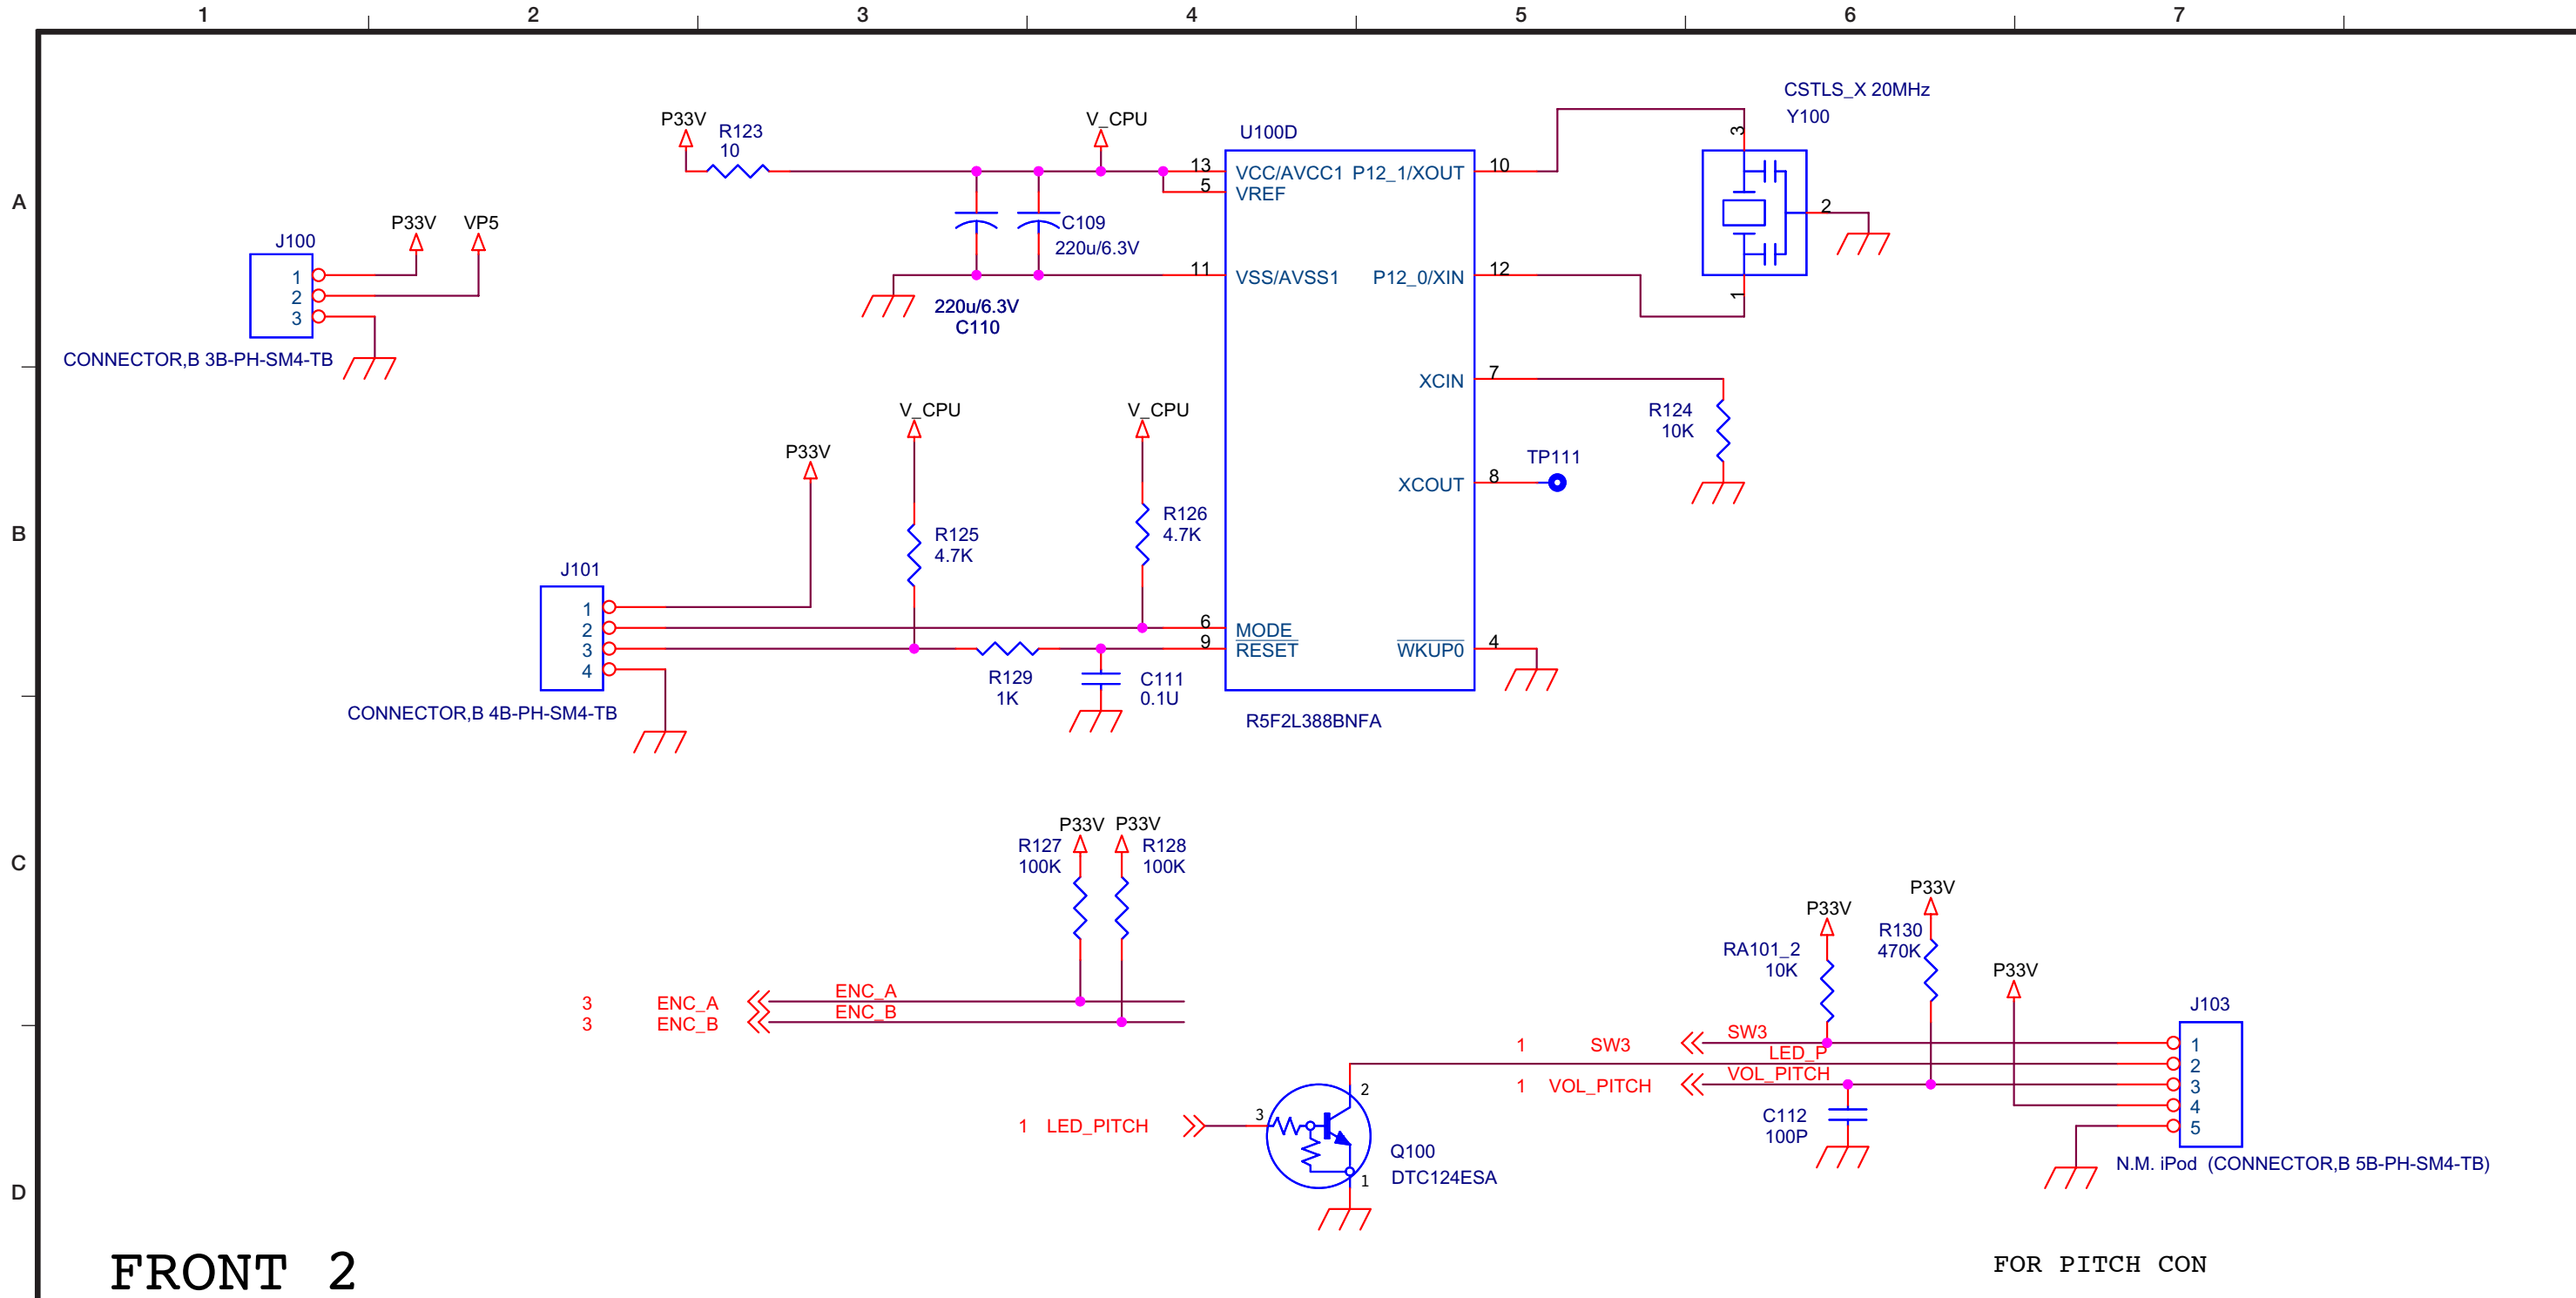 1 2 3 4 5 6 7
A
B
C
D
J100
P33V
VP5
1
2
3
CONNECTOR,B 3B-PH-SM4-TB
P33V
R123
10
V_CPU
C109
220u/6.3V
220u/6.3V
C110
U100D
13 VCC/AVCC1
5 VREF
11 VSS/AVSS1
6 MODE
9 RESET
P12_1/XOUT 10
P12_0/XIN 12
XCIN 7
XCOUT 8
WKUP0 4
R5F2L388BNFA
CSTLS_X 20MHz
Y100
3
2
1
R124
10K
TP111
V_CPU
V_CPU
P33V
R125
4.7K
R126
4.7K
J101
1
2
3
4
CONNECTOR,B 4B-PH-SM4-TB
R129
1K
C111
0.1U
P33V P33V
R127
100K
R128
100K
3 ENC_A ENC_A
3 ENC_B ENC_B
P33V
P33V
RA101_2
10K
R130
470K
P33V
J103
1 SW3 SW3
LED_P
1 VOL_PITCH VOL_PITCH
1
2
3
4
5
C112
100P
N.M. iPod (CONNECTOR,B 5B-PH-SM4-TB)
1 LED_PITCH
3
2
1
Q100
DTC124ESA
FRONT 2
FOR PITCH CON